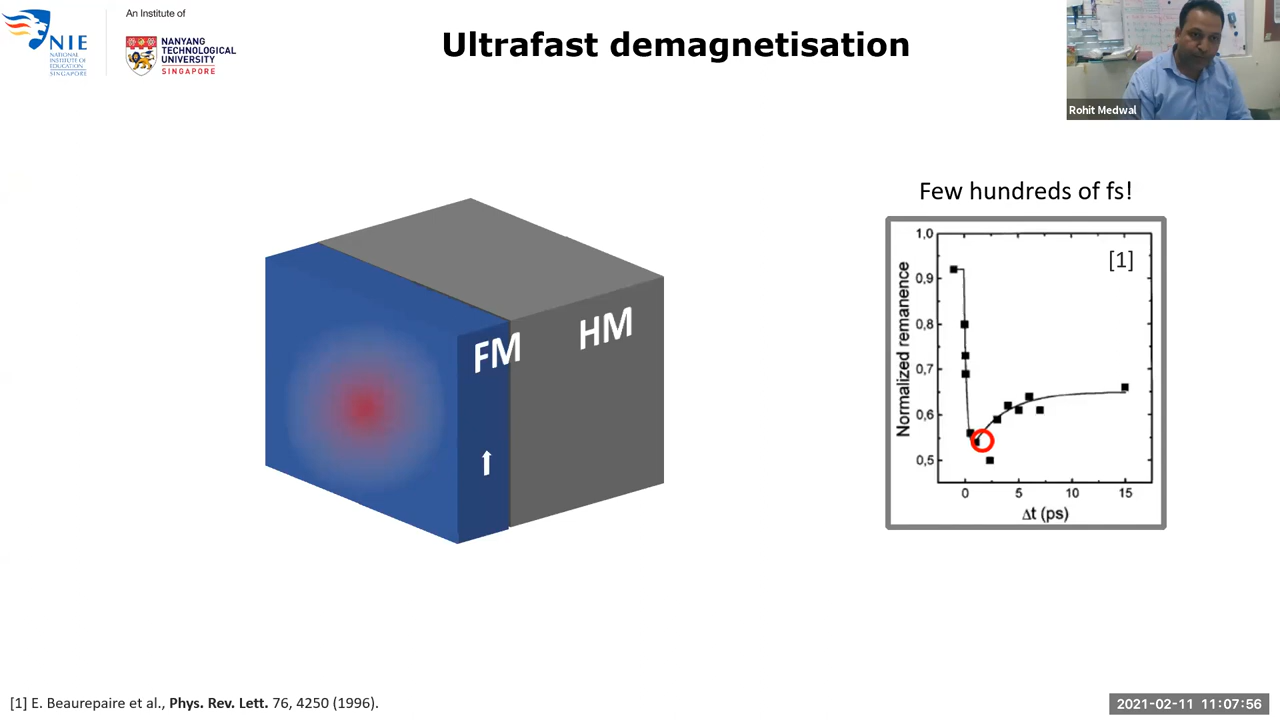 An Institute of
NIE
NATIONAL
INSTITUTE OF
EDUCATION
SINGAPORE
NANYANG
TECHNOLOGICAL
UNIVERSITY
SINGAPORE
Ultrafast demagnetisation
Rohit Medwal
FM
HM
Few hundreds of fs!
[1]
Normalized remanence
1,0
0,9
0,8
0,7
0,6
0,5
0 5 10 15
Δt (ps)
[1] E. Beaurepaire et al., Phys. Rev. Lett. 76, 4250 (1996).
2021-02-11 11:07:56